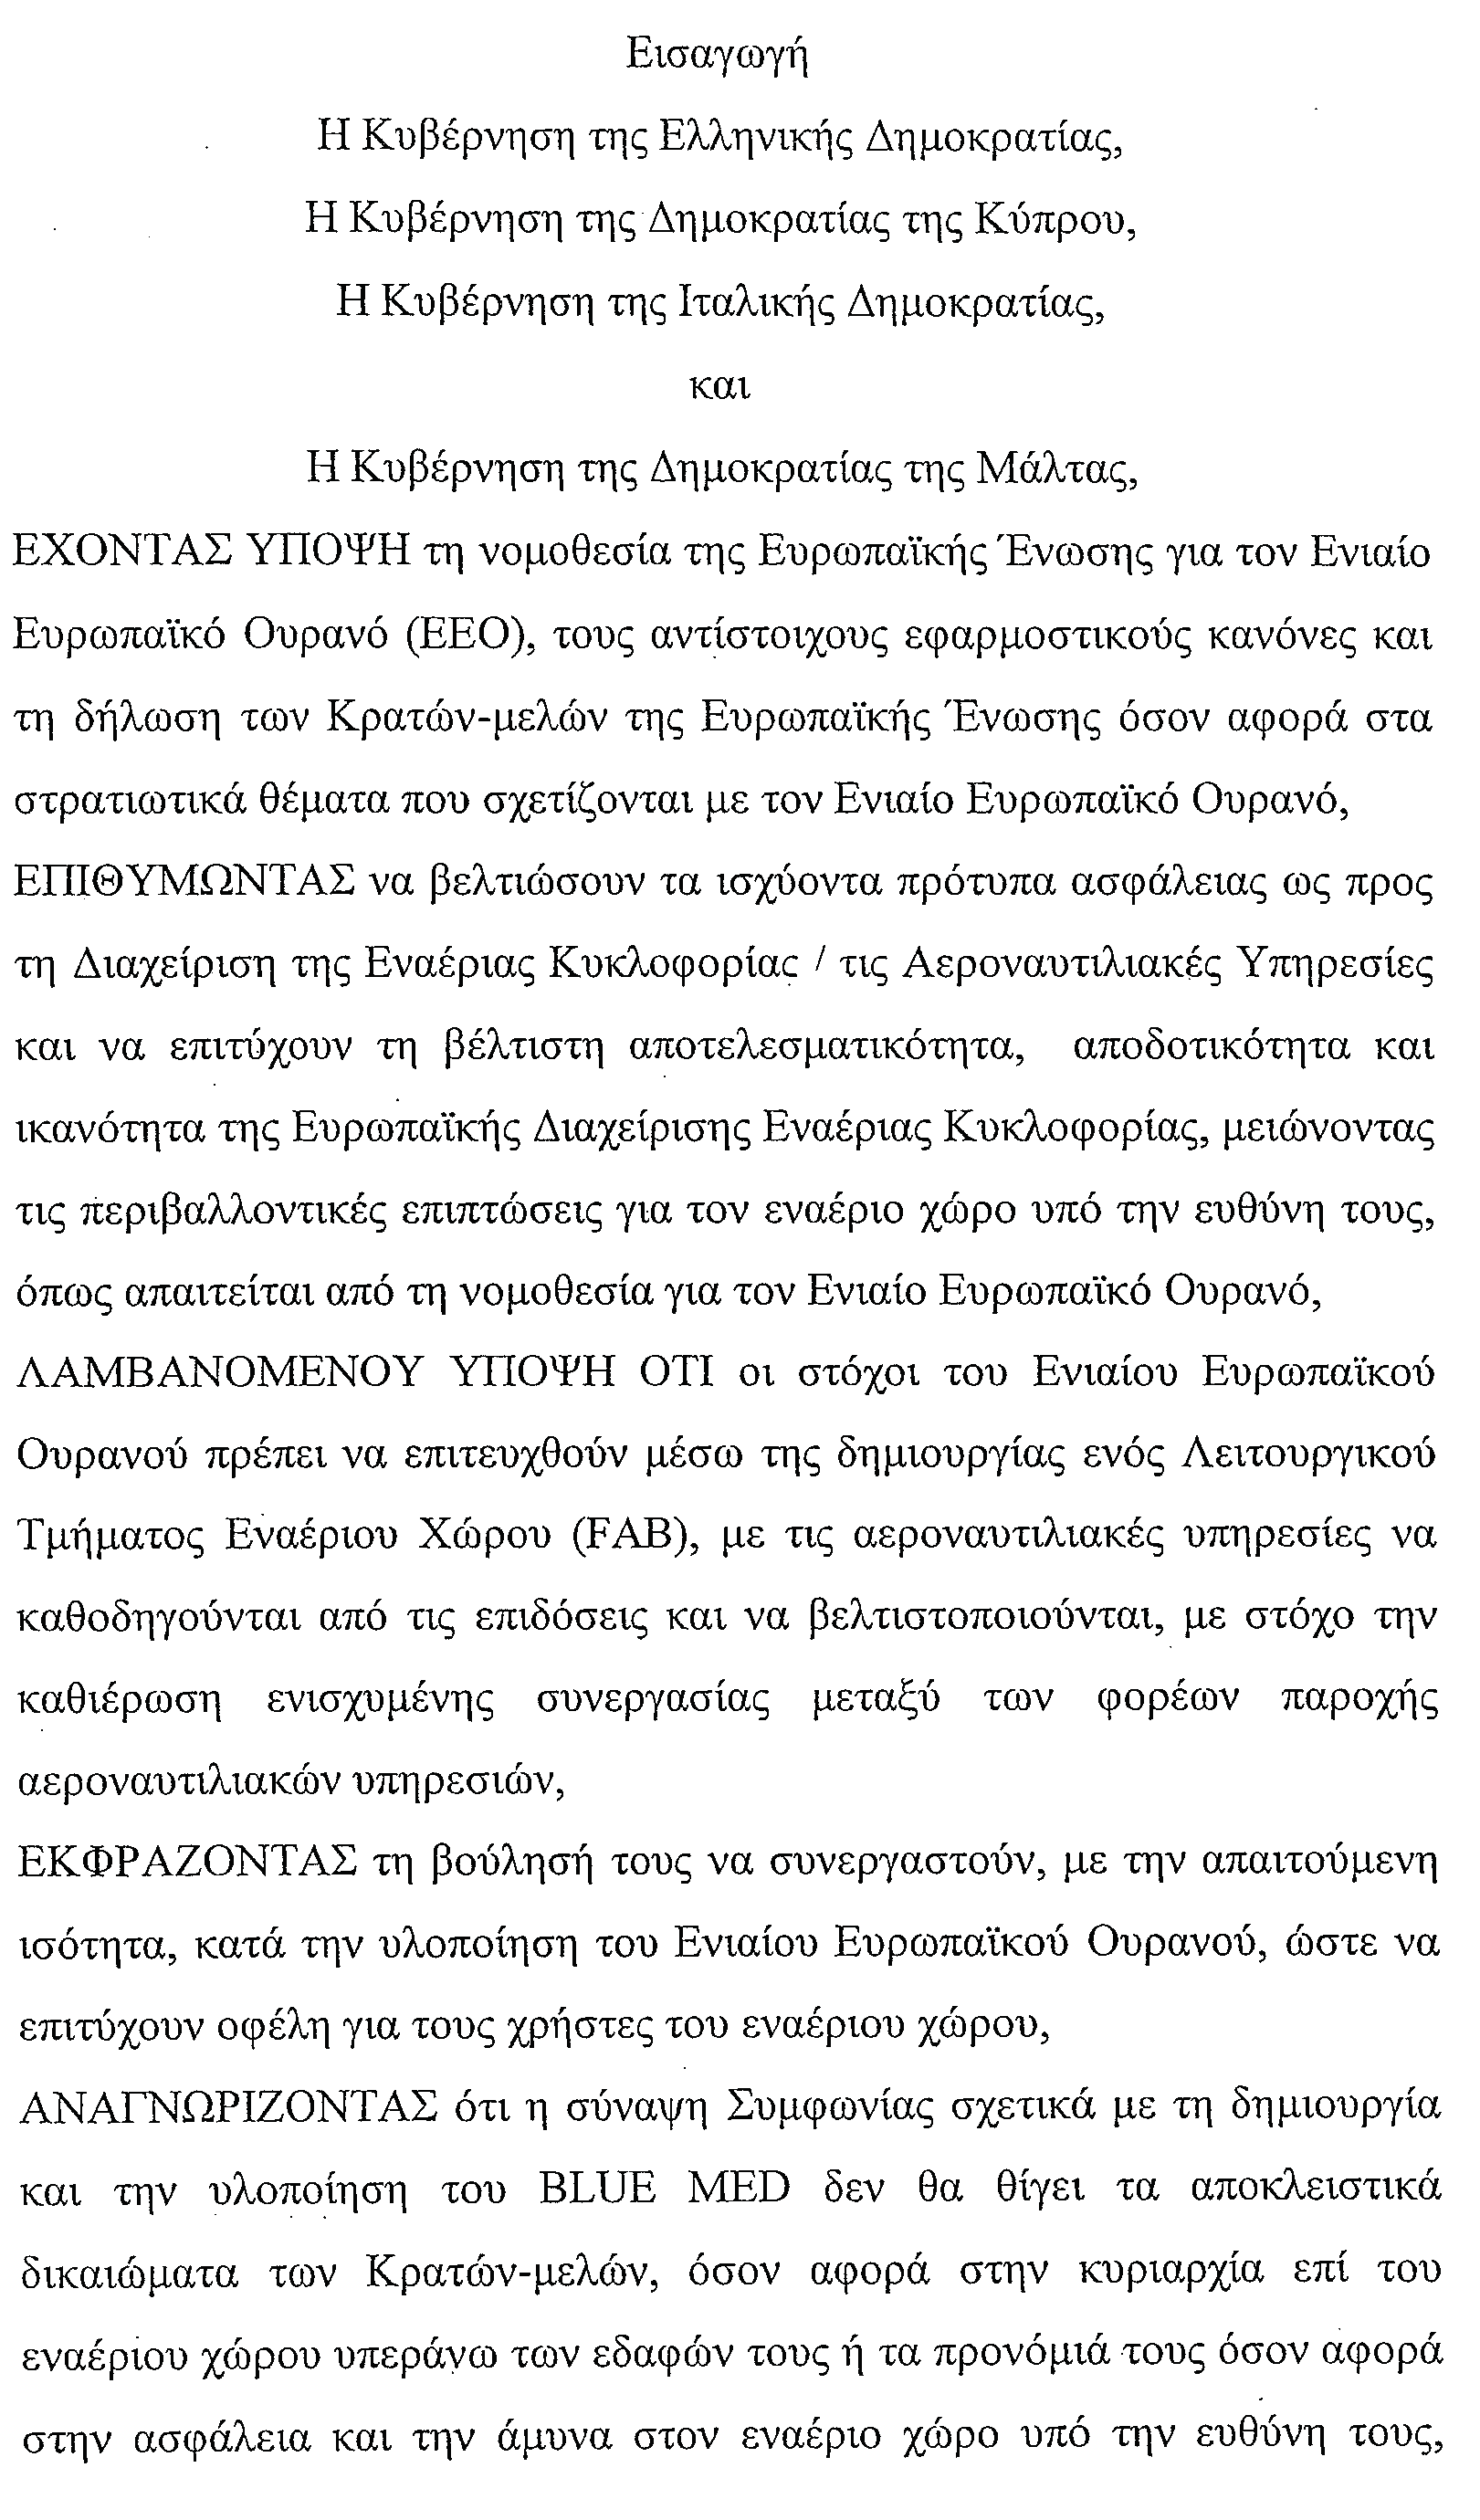 Εισαγωγή
Η Κυβέρνηση της Ελληνικής Δημοκρατίας,
Η Κυβέρνηση της Δημοκρατίας της Κύπρου,
Η Κυβέρνηση της Ιταλικής Δημοκρατίας,
και
Η Κυβέρνηση της Δημοκρατίας της Μάλτας,
ΕΧΟΝΤΑΣ ΥΠΟΨΗ τη νομοθεσία της Ευρωπαϊκής Ένωσης για τον Ενιαίο
Ευρωπαϊκό Ουρανό (ΕΕΟ), τους αντίστοιχους εφαρμοστικούς κανόνες και
τη δήλωση των Κρατών-μελών της Ευρωπαϊκής Ένωσης όσον αφορά στα
στρατιωτικά θέματα που σχετίζονται με τον Ενιαίο Ευρωπαϊκό Ουρανό,
ΕΠΙΘΥΜΩΝΤΑΣ να βελτιώσουν τα ισχύοντα πρότυπα ασφάλειας ως προς
τη Διαχείριση της Εναέριας Κυκλοφορίας / τις Αεροναυτιλιακές Υπηρεσίες
και να επιτύχουν τη βέλτιστη αποτελεσματικότητα, αποδοτικότητα και
ικανότητα της Ευρωπαϊκής Διαχείρισης Εναέριας Κυκλοφορίας, μειώνοντας
τις περιβαλλοντικές επιπτώσεις για τον εναέριο χώρο υπό την ευθύνη τους,
όπως απαιτείται από τη νομοθεσία για τον Ενιαίο Ευρωπαϊκό Ουρανό,
ΛΑΜΒΑΝΟΜΕΝΟΥ ΥΠΟΨΗ ΟΤΙ οι στόχοι του Ενιαίου Ευρωπαϊκού
Ουρανού πρέπει να επιτευχθούν μέσω της δημιουργίας ενός Λειτουργικού
Τμήματος Εναέριου Χώρου (FAB), με τις αεροναυτιλιακές υπηρεσίες να
καθοδηγούνται από τις επιδόσεις και να βελτιστοποιούνται, με στόχο την
καθιέρωση ενισχυμένης συνεργασίας μεταξύ των φορέων παροχής
αεροναυτιλιακών υπηρεσιών,
ΕΚΦΡΑΖΟΝΤΑΣ τη βούλησή τους να συνεργαστούν, με την απαιτούμενη
ισότητα, κατά την υλοποίηση του Ενιαίου Ευρωπαϊκού Ουρανού, ώστε να
επιτύχουν οφέλη για τους χρήστες του εναέριου χώρου,
ΑΝΑΓΝΩΡΙΖΟΝΤΑΣ ότι η σύναψη Συμφωνίας σχετικά με τη δημιουργία
και την υλοποίηση του BLUE MED δεν θα θίγει τα αποκλειστικά
δικαιώματα των Κρατών-μελών, όσον αφορά στην κυριαρχία επί του
εναέριου χώρου υπεράνω των εδαφών τους ή τα προνόμιά τους όσον αφορά
στην ασφάλεια και την άμυνα στον εναέριο χώρο υπό την ευθύνη τους,